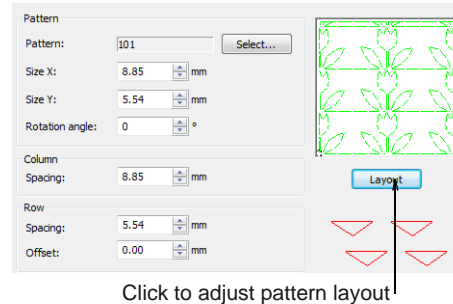 Pattern
Pattern: 101 Select...
Size X: 8.85 mm
Size Y: 5.54 mm
Rotation angle: 0 °
Column
Spacing: 8.85 mm
Layout
Row
Spacing: 5.54 mm
Offset: 0.00 mm
Click to adjust pattern layout